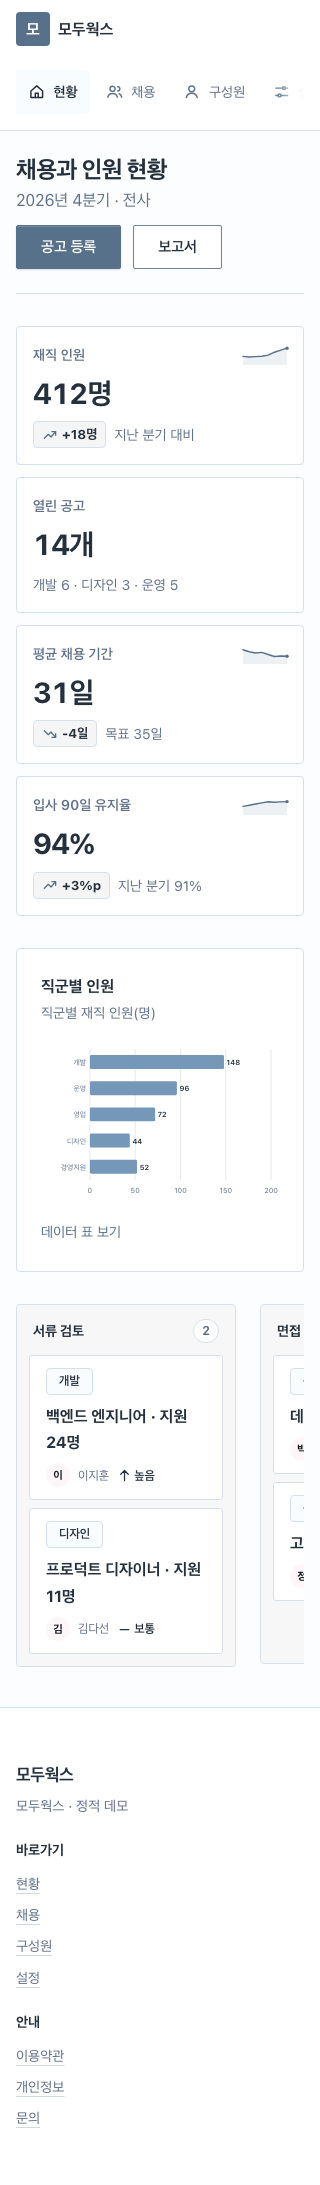 모 모두웍스
현황 채용 구성원
채용과 인원 현황
2026년 4분기 · 전사
공고 등록 보고서
재직 인원
412명
+18명 지난 분기 대비
열린 공고
14개
개발 6 · 디자인 3 · 운영 5
평균 채용 기간
31일
-4일 목표 35일
입사 90일 유지율
94%
+3%p 지난 분기 91%
직군별 인원
직군별 재직 인원(명)
개발 148
운영 96
영업 72
디자인 44
경영지원 52
0 50 100 150 200
데이터 표 보기
서류 검토 2
개발
백엔드 엔지니어 · 지원
24명
이 이지훈 높음
디자인
프로덕트 디자이너 · 지원
11명
김 김다선 보통
면접
데
고
모두웍스
모두웍스 · 정적 데모
바로가기
현황
채용
구성원
설정
안내
이용약관
개인정보
문의